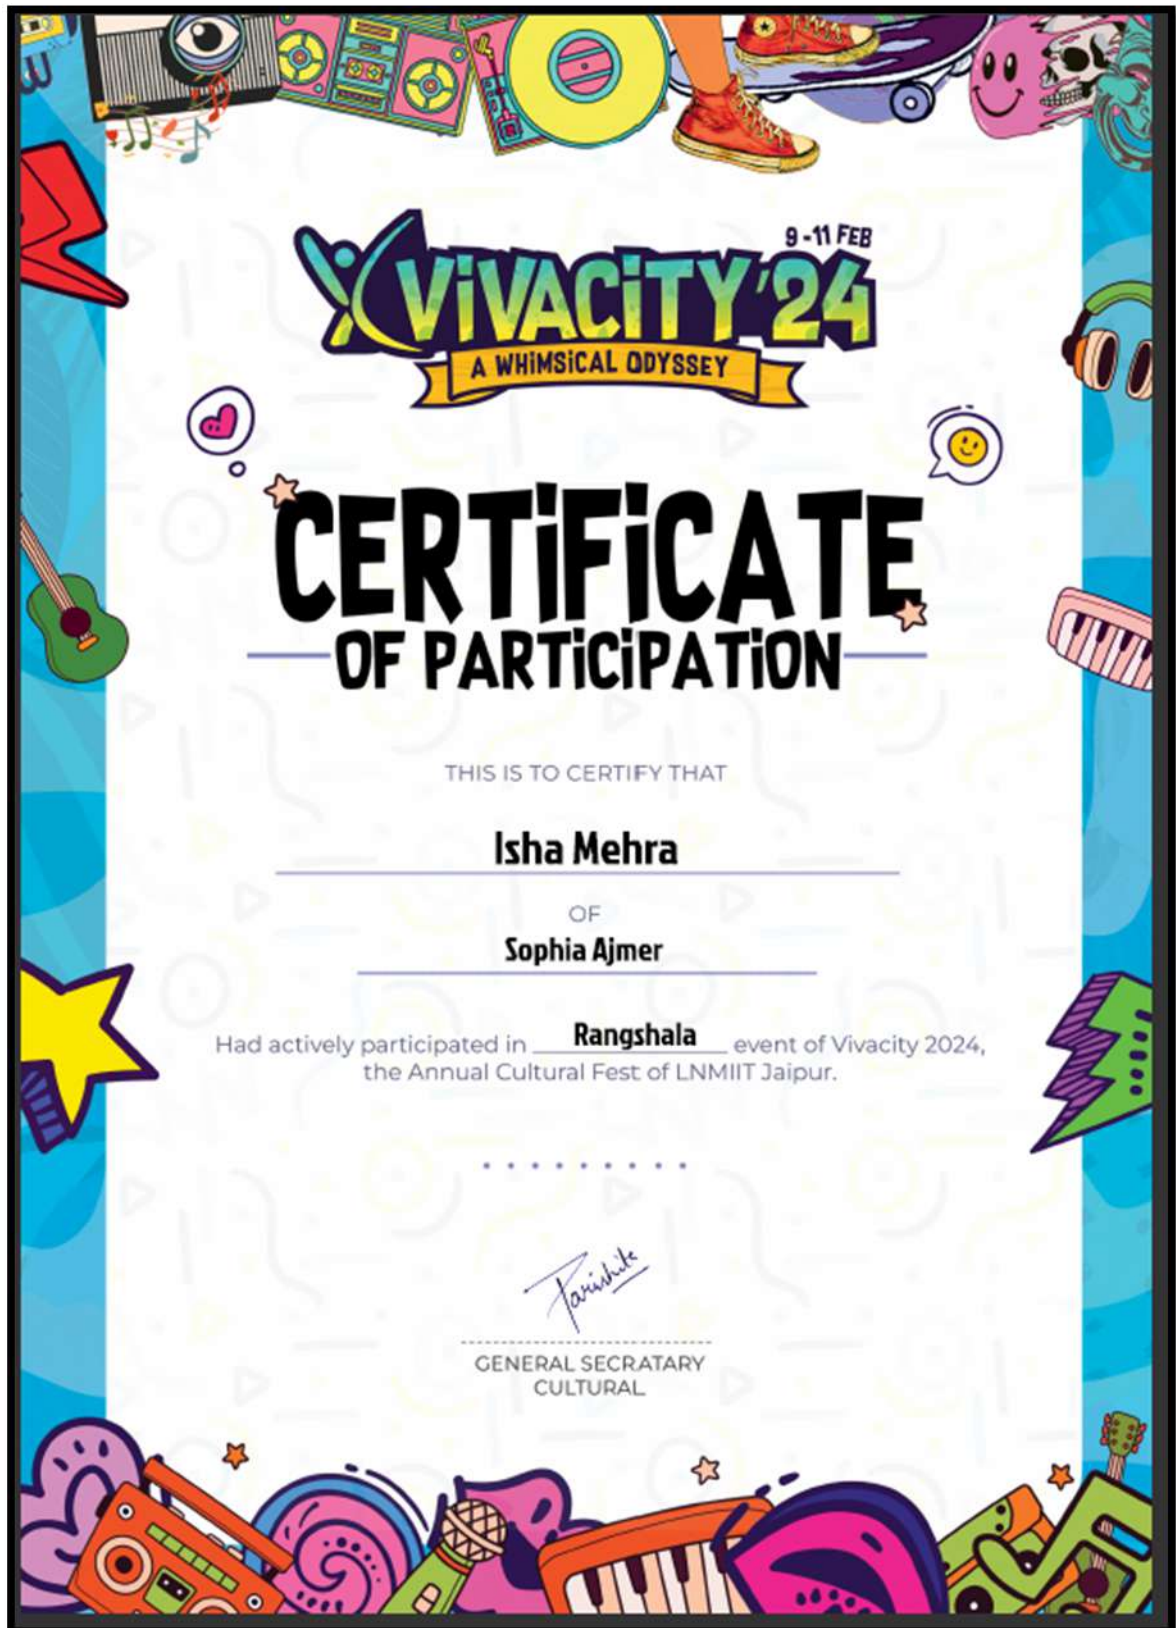 9 - 11 FEB
ViVACiTY '24
A WHiMSiCAL ODYSSEY
CERTiFiCATE
OF PARTiCiPATiON
THIS IS TO CERTIFY THAT
Isha Mehra
OF
Sophia Ajmer
Had actively participated in Rangshala event of Vivacity 2024,
the Annual Cultural Fest of LNMIIT Jaipur.
Parishita
GENERAL SECRATARY
CULTURAL